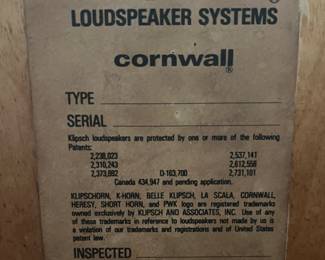 LOUDSPEAKER SYSTEMS
cornwall®
TYPE
SERIAL
Klipsch loudspeakers are protected by one or more of the following
Patents:
2,238,023 2,537,141
2,310,243 D-163,700 2,612,558
2,373,692 2,731,101
Canada 434,947 and pending application.
KLIPSCHORN, K-HORN, BELLE KLIPSCH, LA SCALA, CORNWALL,
HERESY, SHORT HORN, and PWK logo are registered trademarks
owned exclusively by KLIPSCH AND ASSOCIATES, INC. Use of any
of these trademarks in reference to loudspeakers not made by us is
a violation of our trademarks and registrations and of United States
patent law.
INSPECTED